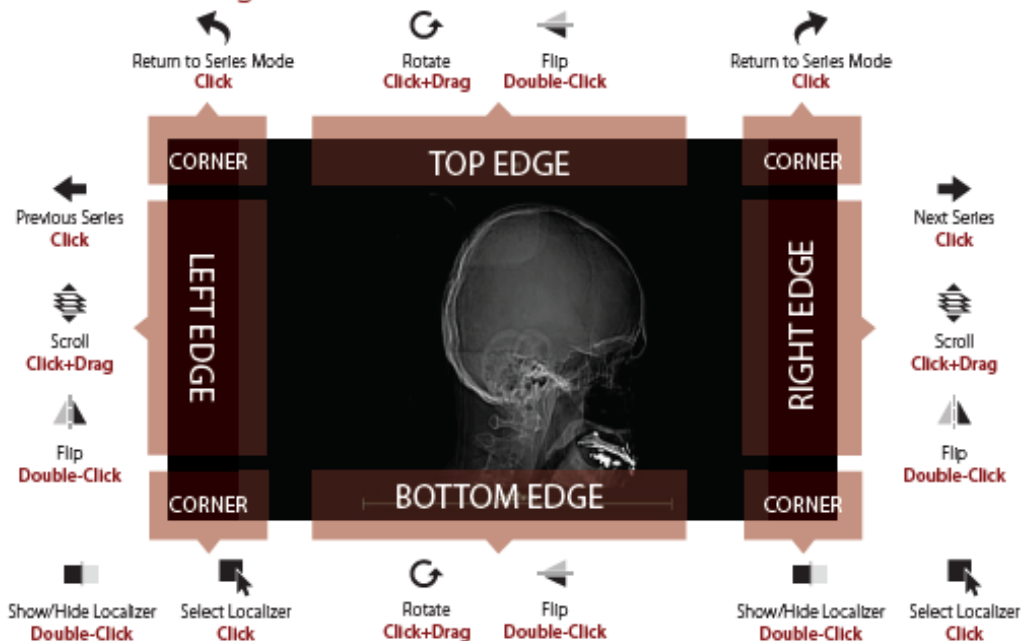 Return to Series Mode
Click
Rotate
Click+Drag
Flip
Double-Click
Return to Series Mode
Click
CORNER
TOP EDGE
CORNER
Previous Series
Click
Scroll
Click+Drag
Flip
Double-Click
LEFT EDGE
RIGHT EDGE
Next Series
Click
Scroll
Click+Drag
Flip
Double-Click
CORNER
BOTTOM EDGE
CORNER
Show/Hide Localizer
Double-Click
Select Localizer
Click
Rotate
Click+Drag
Flip
Double-Click
Show/Hide Localizer
Double-Click
Select Localizer
Click